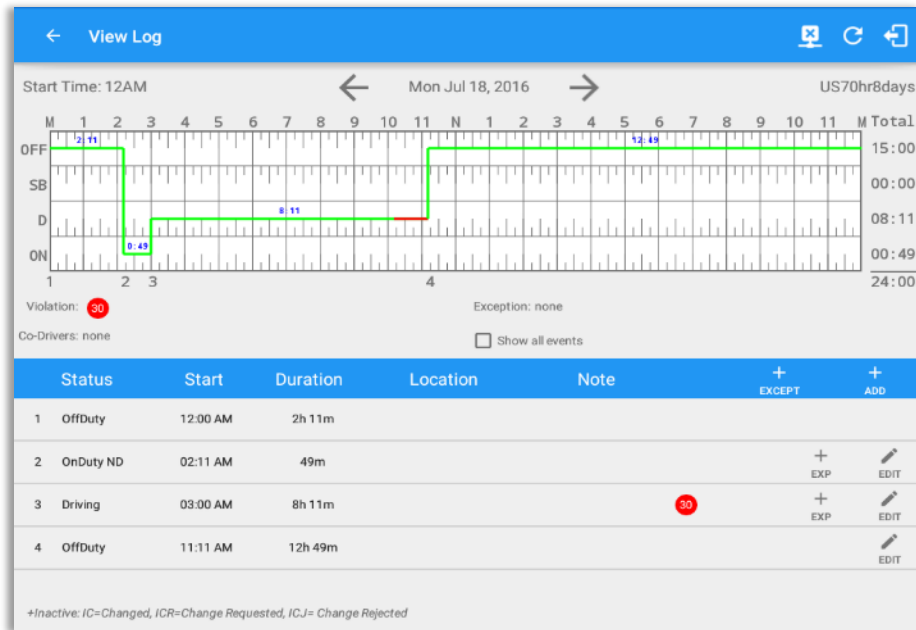 View Log
Start Time: 12AM Mon Jul 18, 2016 US70hr8days
M 1 2 3 4 5 6 7 8 9 10 11 N 1 2 3 4 5 6 7 8 9 10 11 M Total
OFF 2:11 12:49 15:00
SB 00:00
D 8:11 08:11
ON 0:49 00:49
1 2 3 4 24:00
Violation: 30 Exception: none
Co-Drivers: none Show all events
Status Start Duration Location Note + EXCEPT + ADD
1 OffDuty 12:00 AM 2h 11m
2 OnDuty ND 02:11 AM 49m + EXP EDIT
3 Driving 03:00 AM 8h 11m 30 + EXP EDIT
4 OffDuty 11:11 AM 12h 49m EDIT
+Inactive: IC=Changed, ICR=Change Requested, ICJ= Change Rejected